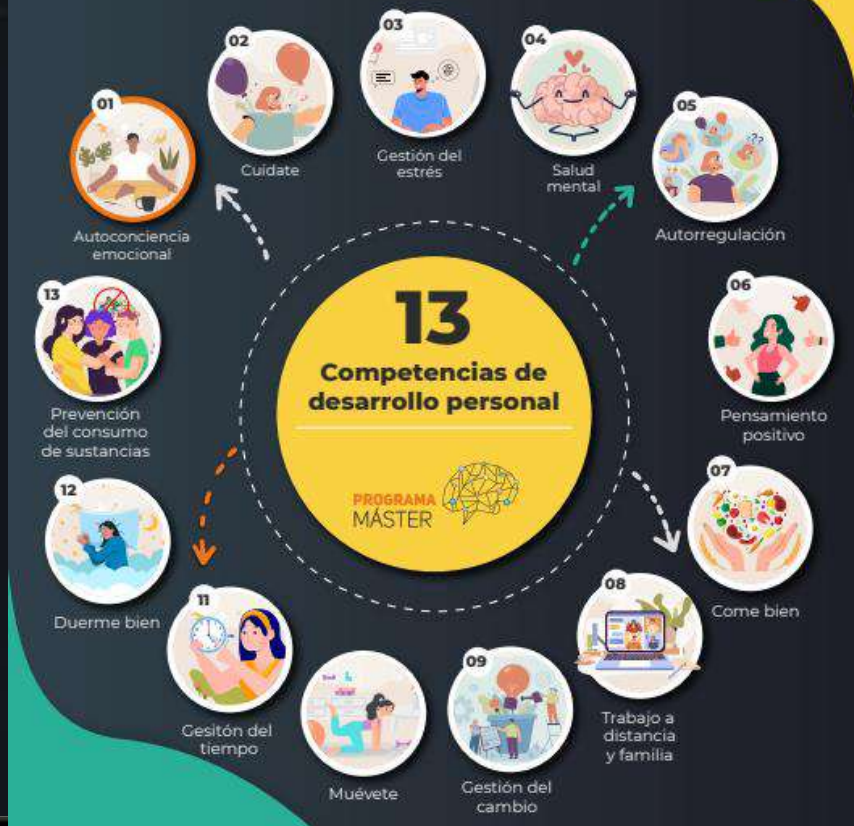 13
Competencias de
desarrollo personal
PROGRAMA
MÁSTER
01
Autoconciencia
emocional
02
Cuídate
03
Gestión del
estrés
04
Salud
mental
05
??
Autorregulación
06
Pensamiento
positivo
07
Come bien
08
Trabajo a
distancia
y familia
09
Gestión del
cambio
Muévete
11
Gesitón del
tiempo
12
Duerme bien
13
Prevención
del consumo
de sustancias